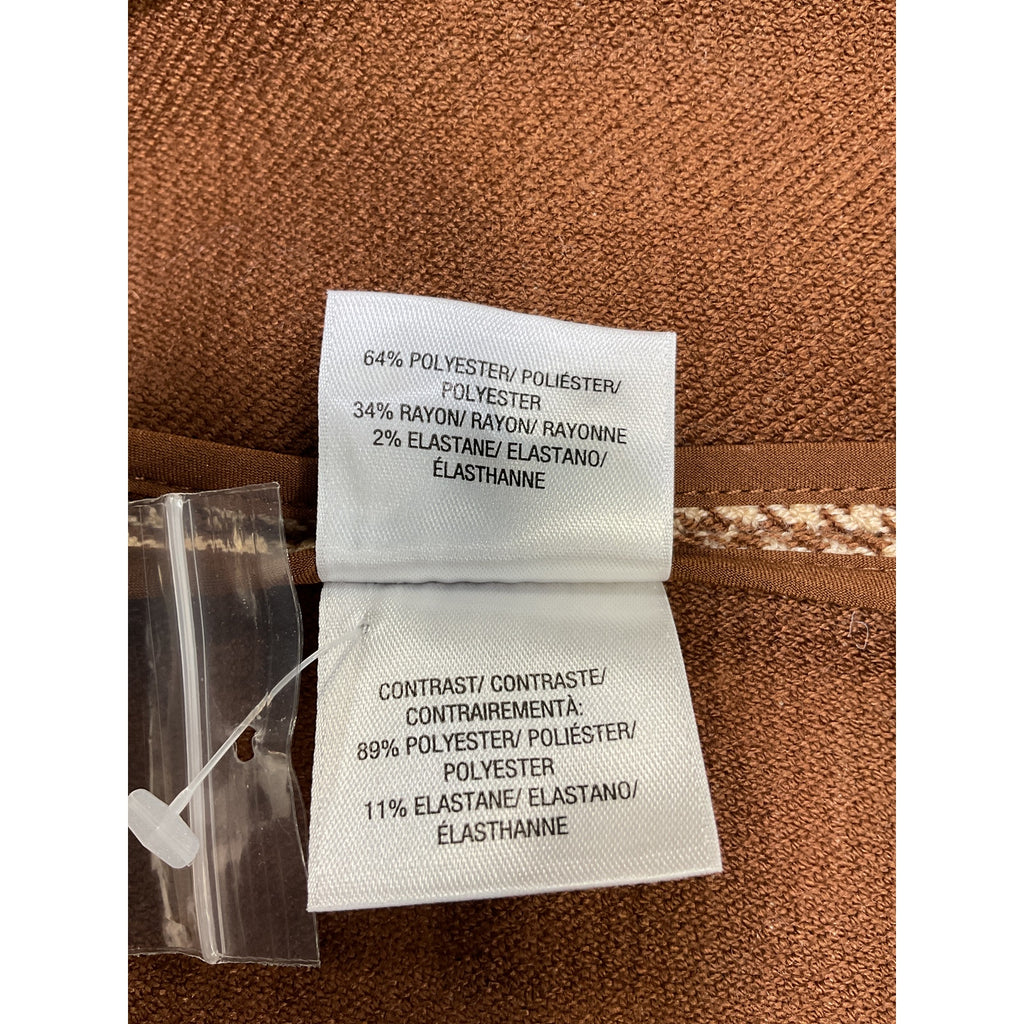 64% POLYESTER/ POLIÉSTER/
POLYESTER
34% RAYON/ RAYON/ RAYONNE
2% ELASTANE/ ELASTANO/
ÉLASTHANNE
CONTRAST/ CONTRASTE/
CONTRAIREMENTÀ:
89% POLYESTER/ POLIÉSTER/
POLYESTER
11% ELASTANE/ ELASTANO/
ÉLASTHANNE